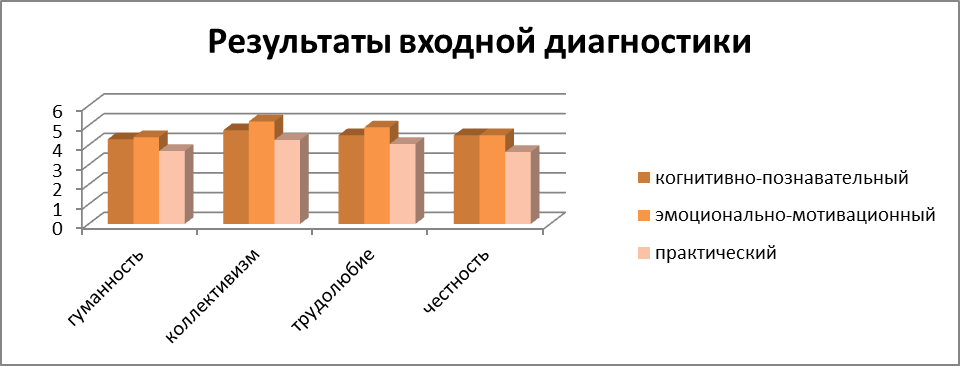 Результаты входной диагностики
6
5
4
3
2
1
0
гуманность
коллективизм
трудолюбие
честность
когнитивно-познавательный
эмоционально-мотивационный
практический